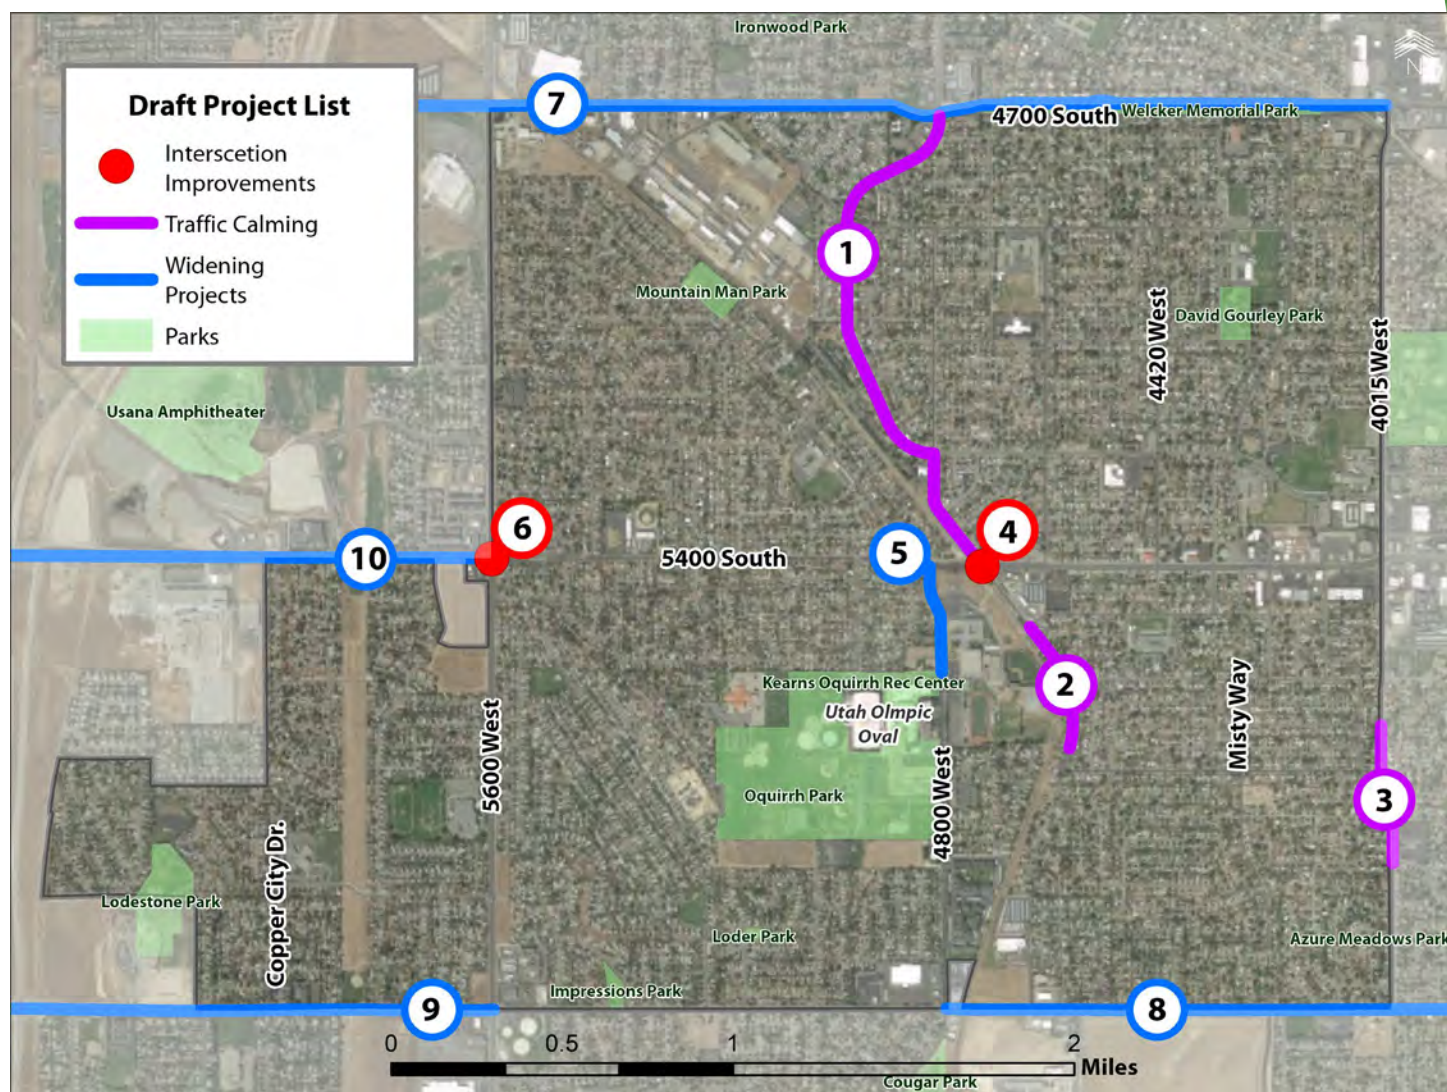 Ironwood Park
N
Draft Project List
Interscetion
Improvements
Traffic Calming
Widening
Projects
Parks
7
4700 South
Welcker Memorial Park
1
Mountain Man Park
4420 West
David Gourley Park
4015 West
Usana Amphitheater
6
4
10
5400 South
5
Kearns Oquirrh Rec Center
2
Utah Olmpic
Oval
Misty Way
5600 West
Oquirrh Park
4800 West
3
Copper City Dr.
Lodestone Park
Loder Park
Azure Meadows Park
Impressions Park
9
8
0
0.5
1
2
Miles
Cougar Park